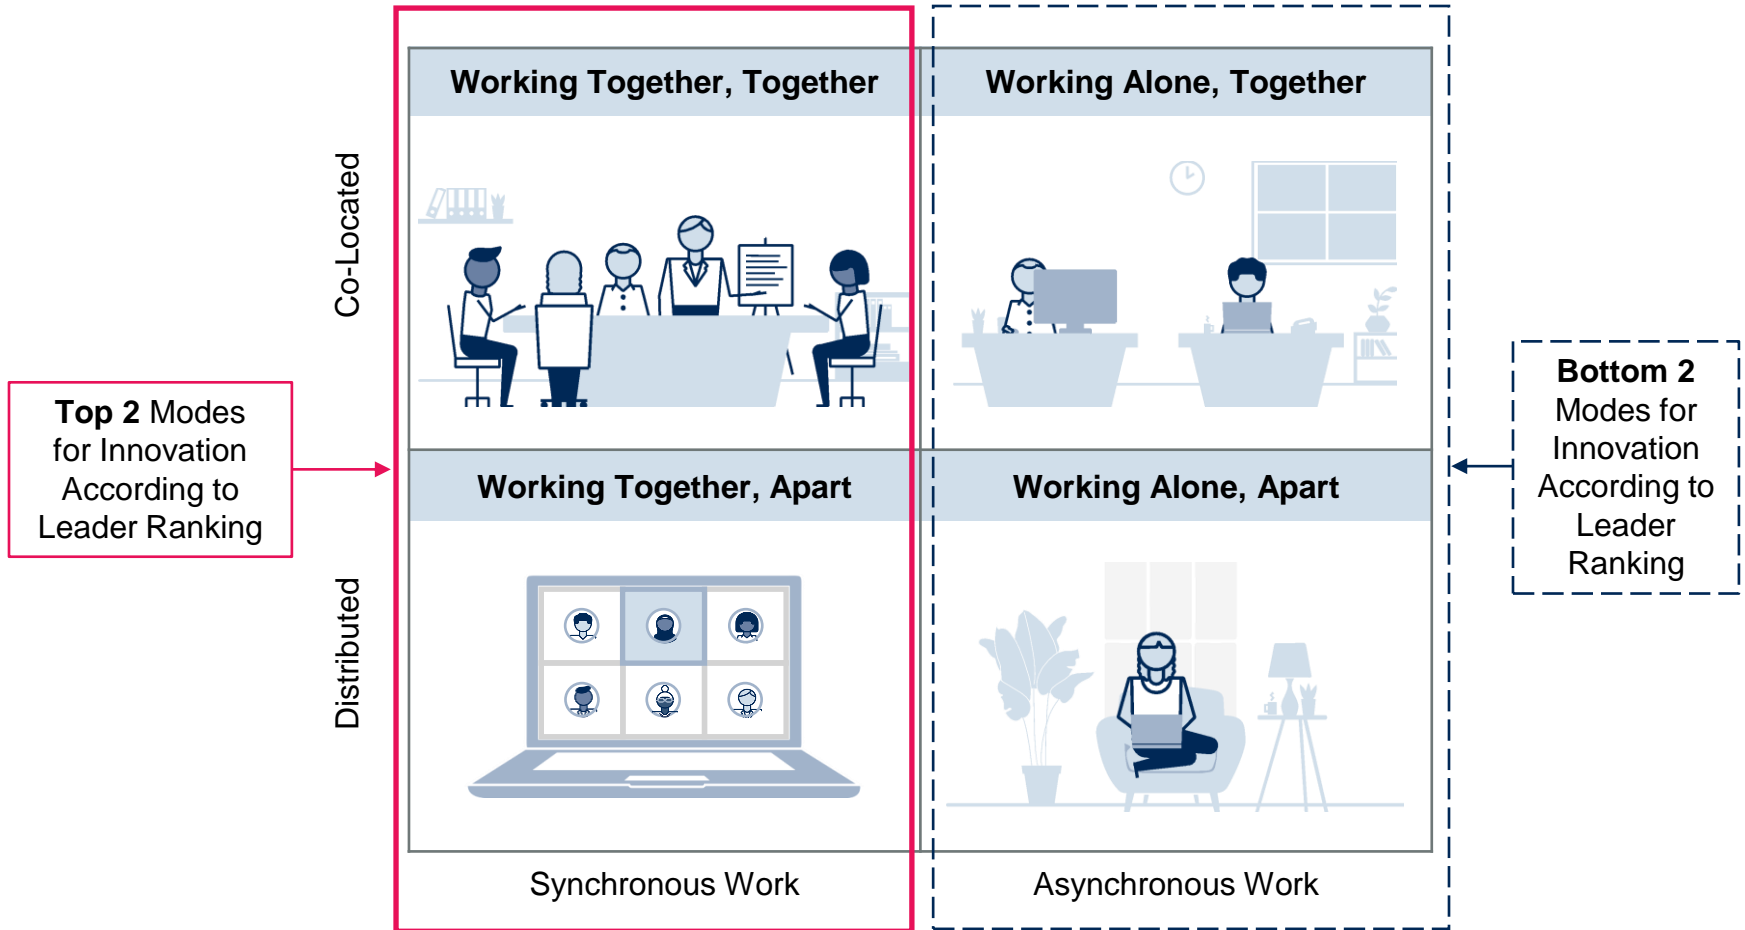 Working Together, Together
Working Alone, Together
Co-Located
Top 2 Modes
for Innovation
According to
Leader Ranking
Bottom 2
Modes for
Innovation
According to
Leader
Ranking
Working Together, Apart
Working Alone, Apart
Distributed
Synchronous Work
Asynchronous Work